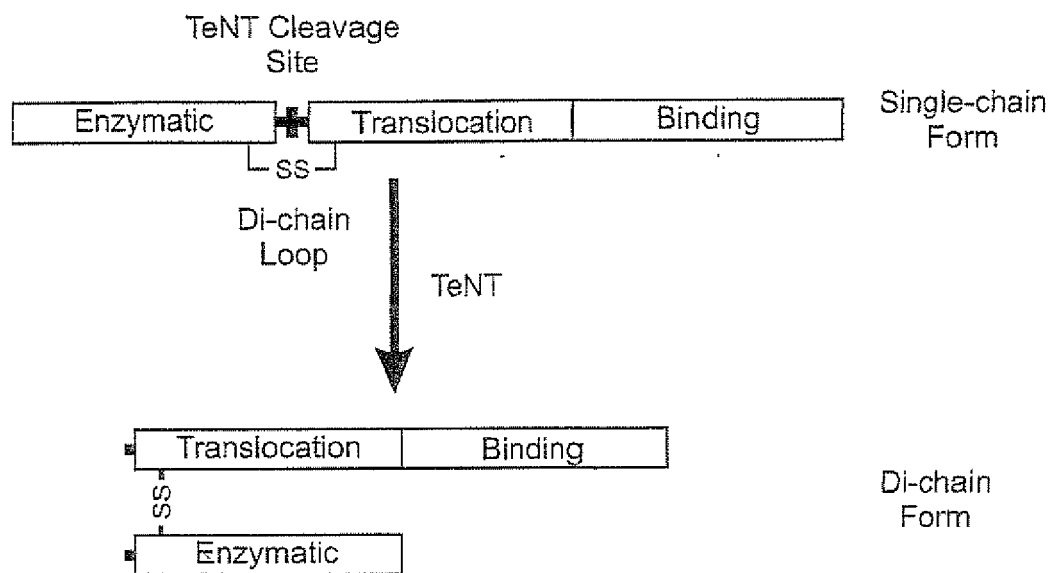 TeNT Cleavage
Site
Enzymatic
Translocation
Binding
Single-chain
Form
SS
Di-chain
Loop
TeNT
Translocation
Binding
SS
Di-chain
Form
Enzymatic